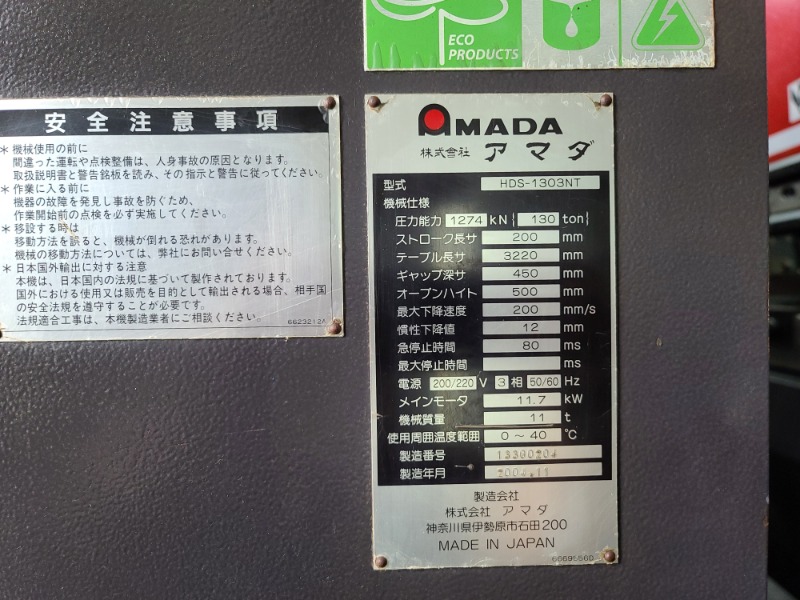 ECO
PRODUCTS
安全注意事項
＊機械使用の前に
間違った運転や点検整備は、人身事故の原因となります。
取扱説明書と警告銘板を読み、その指示と警告に従ってください。
＊作業に入る前に
機器の故障を発見し事故を防ぐため、
作業開始前の点検を必ず実施してください。
＊移設する時は
移動方法を誤ると、機械が倒れる恐れがあります。
機械の移動方法については、弊社にお問い合せください。
＊日本国外輸出に対する注意
本機は、日本国内の法規に基づいて製作されております。
国外における使用又は販売を目的として輸出される場合、相手国
の安全法規を遵守することが必要です。
法規適合工事は、本機製造業者にご相談ください。
AMADA
株式会社 アマダ
型式 HDS-1303NT
機械仕様
圧力能力 1274 kN { 130 ton}
ストローク長サ 200 mm
テーブル長サ 3220 mm
ギャップ深サ 450 mm
オープンハイト 500 mm
最大下降速度 200 mm/s
慣性下降値 12 mm
急停止時間 80 ms
最大停止時間 ms
電源 200/220 V 3 相 50/60 Hz
メインモータ 11.7 kW
機械質量 11 t
使用周囲温度範囲 0～40 ℃
製造番号
製造年月 2004.11
製造会社
株式会社 アマダ
神奈川県伊勢原市石田200
MADE IN JAPAN